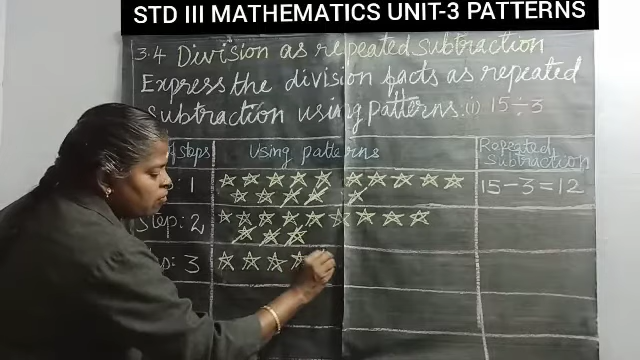 STD III MATHEMATICS UNIT-3 PATTERNS
3.4 Division as repeated subtraction
Express the division facts as repeated
subtraction using patterns. (i) 15 ÷ 3
steps Using patterns Repeated Subtraction
1 15 - 3 = 12
Step: 2
3